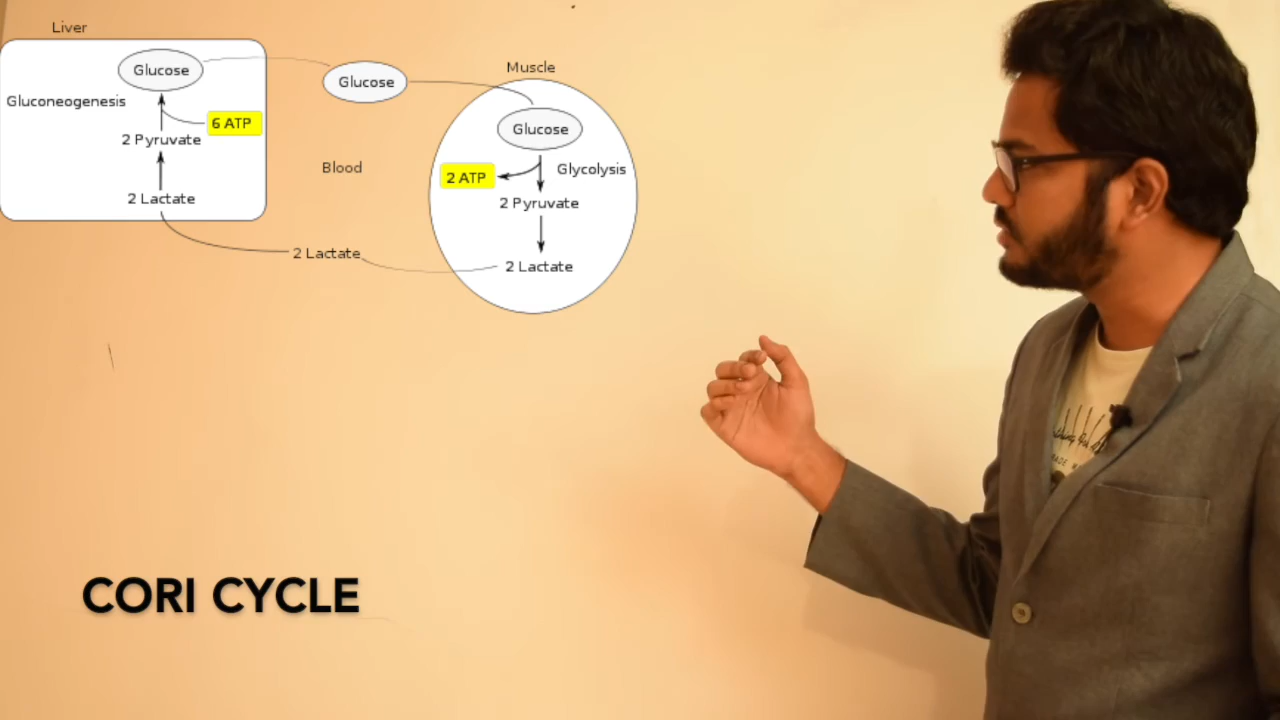 Liver
Glucose
Gluconeogenesis
6 ATP
2 Pyruvate
2 Lactate
Glucose
Blood
2 Lactate
Muscle
Glucose
2 ATP
Glycolysis
2 Pyruvate
2 Lactate
CORI CYCLE